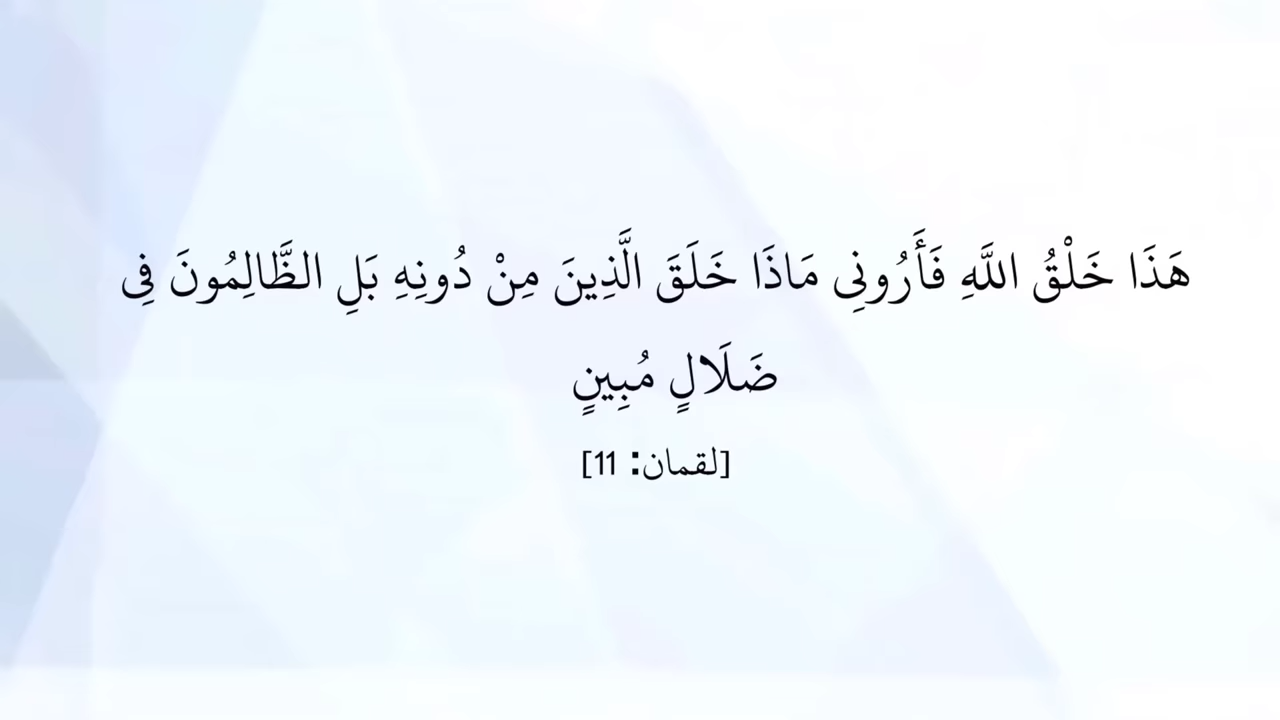 هَذَا خَلْقُ اللَّهِ فَأَرُونِى مَاذَا خَلَقَ الَّذِينَ مِنْ دُونِهِ بَلِ الظَّالِمُونَ فِى
ضَلَالٍ مُبِينٍ
[لقمان: 11]